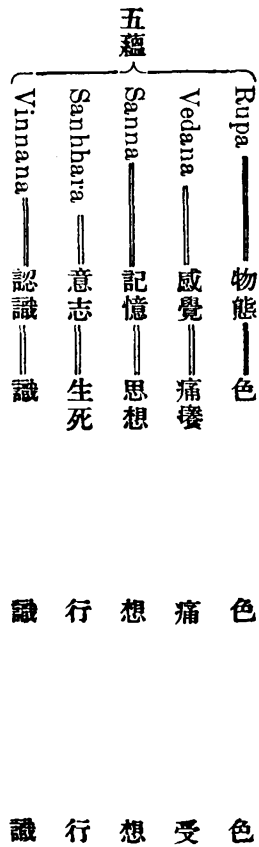 五蘊
Rupa 物態 色 色 色
Vedana 感覺 痛癢 痛 受
Sanna 記憶 思想 想 想
Sanhhara 意志 生死 行 行
Vinnana 認識 識 識 識